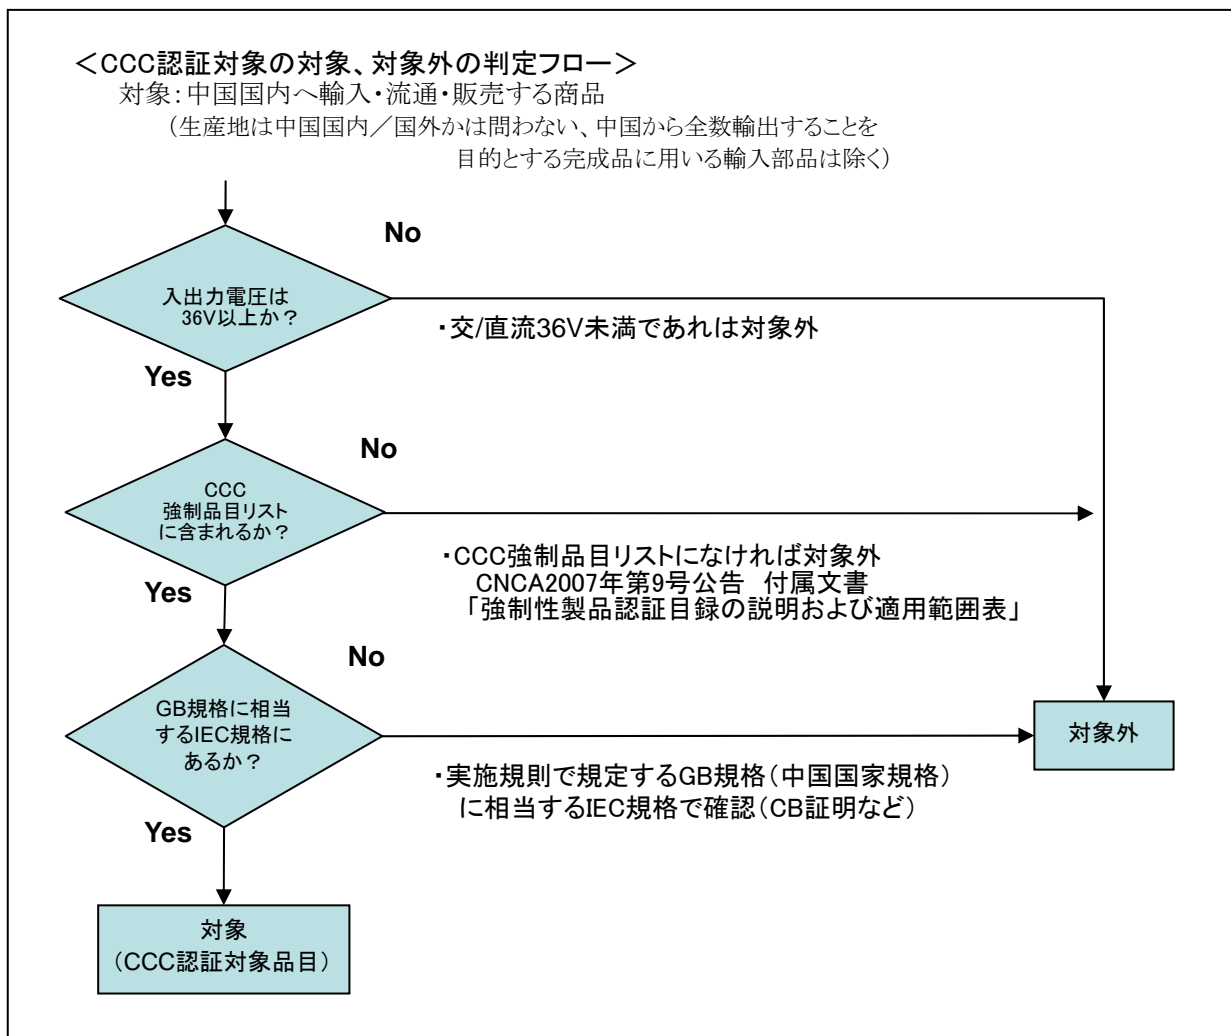 ＜CCC認証対象の対象、対象外の判定フロー＞
対象：中国国内へ輸入・流通・販売する商品
（生産地は中国国内／国外かは問わない、中国から全数輸出することを
目的とする完成品に用いる輸入部品は除く）
No
入出力電圧は
36V以上か？
・交/直流36V未満であれは対象外
Yes
No
CCC
強制品目リスト
に含まれるか？
・CCC強制品目リストになければ対象外
CNCA2007年第9号公告　付属文書
「強制性製品認証目録の説明および適用範囲表」
Yes
No
GB規格に相当
するIEC規格に
あるか？
対象外
・実施規則で規定するGB規格（中国国家規格）
に相当するIEC規格で確認（CB証明など）
Yes
対象
（CCC認証対象品目）